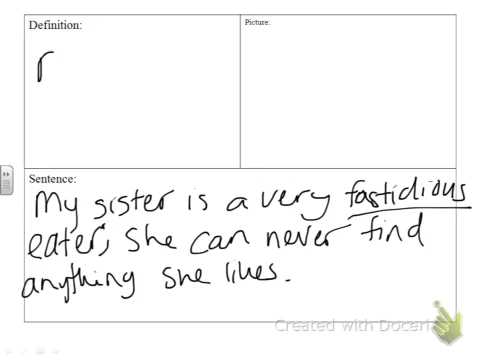 Definition:
Picture:
r
Sentence:
My sister is a very fastidious
eater; she can never find
anything she likes.
Created with Doceri